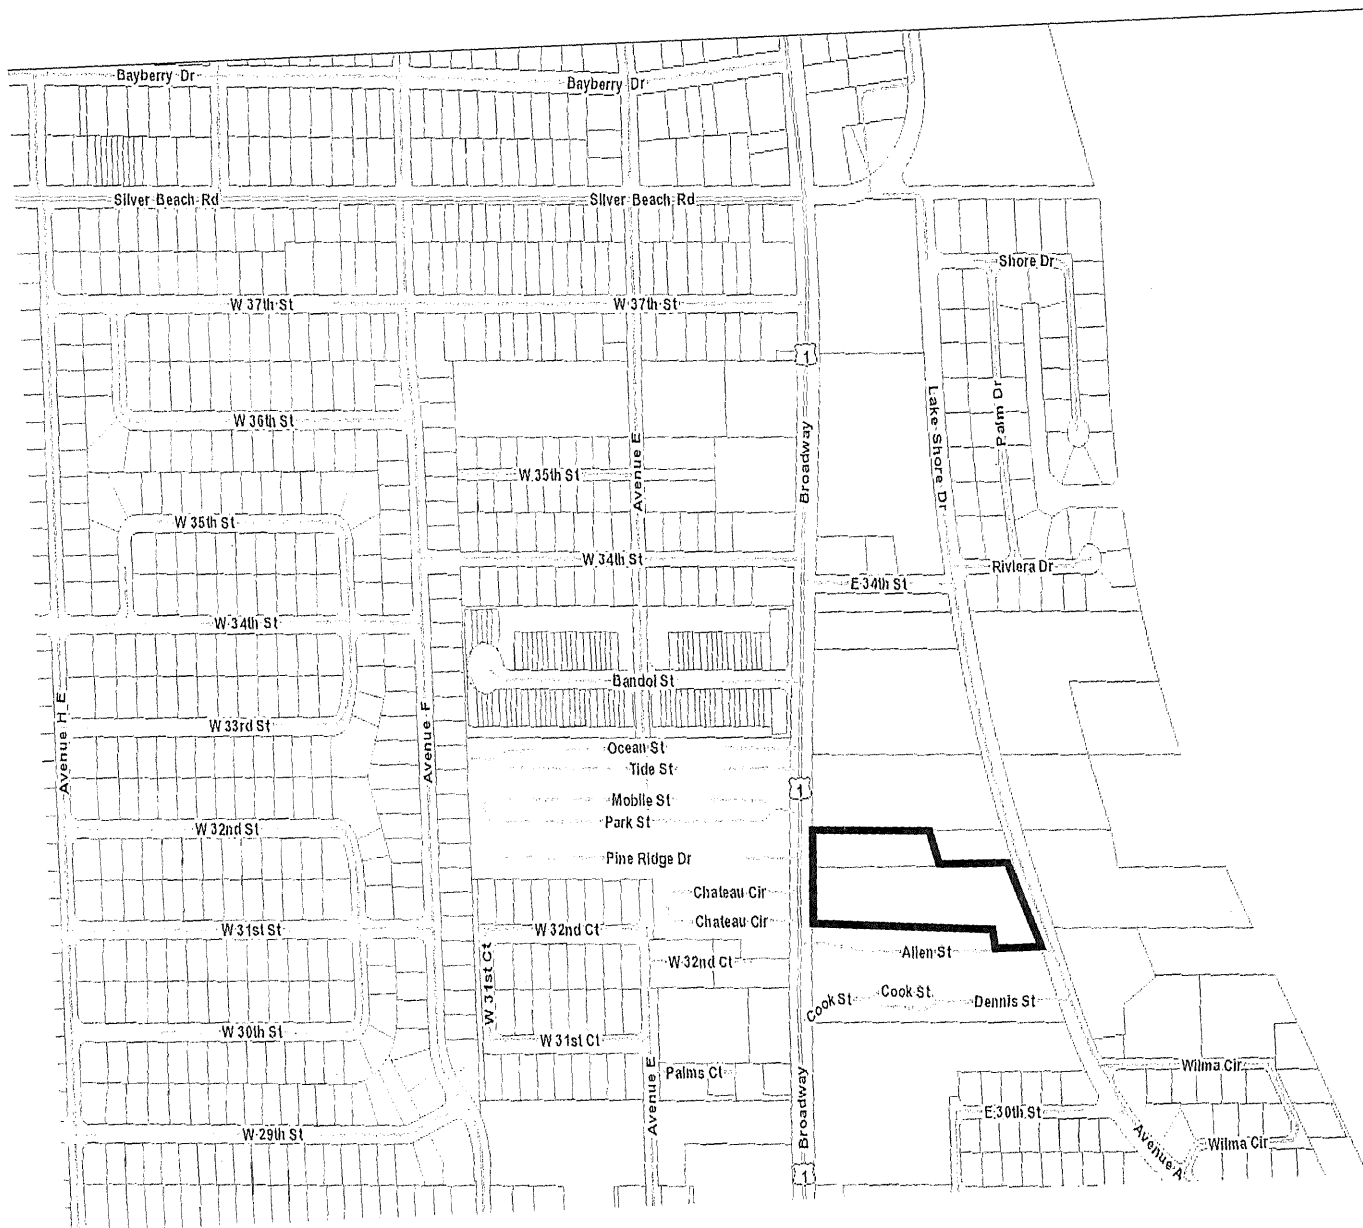 Bayberry Dr
Bayberry Dr
Silver Beach Rd
Silver Beach Rd
Shore Dr
W 37th St
W 37th St
1
Lake Shore Dr
Palm Dr
W 36th St
Avenue E
Broadway
W 35th St
W 35th St
W 34th St
Riviera Dr
E 34th St
W 34th St
Bandol St
Avenue H_E
Avenue F
W 33rd St
Ocean St
Tide St
1
Mobile St
Park St
W 32nd St
Pine Ridge Dr
Chateau Cir
Chateau Cir
W 31st St
W 32nd Ct
Allen St
W 32nd Ct
W 31st Ct
Cook St
Cook St
Dennis St
W 30th St
W 31st Ct
Palms Ct
Wilma Cir
Avenue E
Broadway
E 30th St
W 29th St
Avenue A
Wilma Cir
1